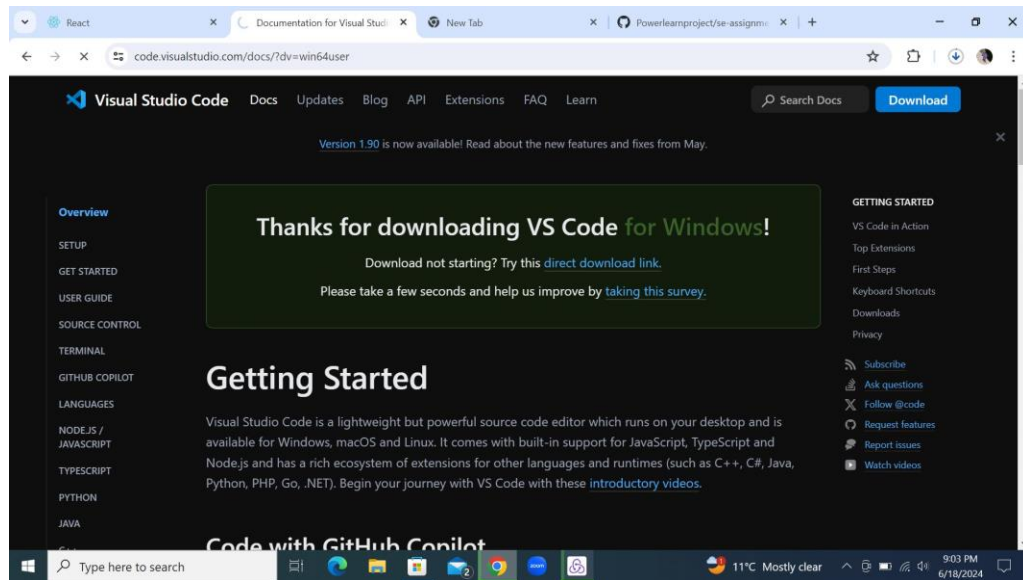 React
Documentation for Visual Studi
New Tab
Powerlearnproject/se-assignme
code.visualstudio.com/docs/?dv=win64user
Visual Studio Code Docs Updates Blog API Extensions FAQ Learn Search Docs Download
Version 1.90 is now available! Read about the new features and fixes from May.
Overview
SETUP
GET STARTED
USER GUIDE
SOURCE CONTROL
TERMINAL
GITHUB COPILOT
LANGUAGES
NODE.JS /
JAVASCRIPT
TYPESCRIPT
PYTHON
JAVA
Thanks for downloading VS Code for Windows!
Download not starting? Try this direct download link.
Please take a few seconds and help us improve by taking this survey.
Getting Started
Visual Studio Code is a lightweight but powerful source code editor which runs on your desktop and is
available for Windows, macOS and Linux. It comes with built-in support for JavaScript, TypeScript and
Node.js and has a rich ecosystem of extensions for other languages and runtimes (such as C++, C#, Java,
Python, PHP, Go, .NET). Begin your journey with VS Code with these introductory videos.
Code with GitHub Copilot
GETTING STARTED
VS Code in Action
Top Extensions
First Steps
Keyboard Shortcuts
Downloads
Privacy
Subscribe
Ask questions
Follow @code
Request features
Report issues
Watch videos
Type here to search
2
11°C Mostly clear
9:03 PM
6/18/2024